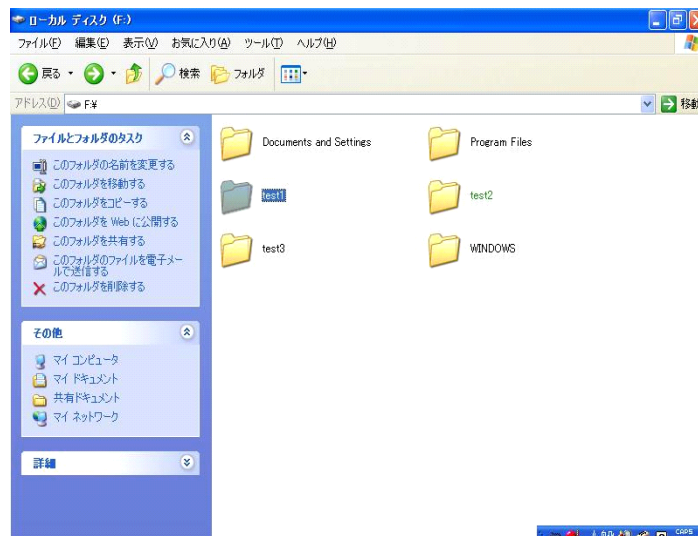 ローカル ディスク (F:)
ファイル(F) 編集(E) 表示(V) お気に入り(A) ツール(T) ヘルプ(H)
戻る 検索 フォルダ
アドレス(D) F:¥ 移動
ファイルとフォルダのタスク
このフォルダの名前を変更する
このフォルダを移動する
このフォルダをコピーする
このフォルダを Web に公開する
このフォルダを共有する
このフォルダのファイルを電子メー
ルで送信する
このフォルダを削除する
その他
マイ コンピュータ
マイ ドキュメント
共有ドキュメント
マイ ネットワーク
詳細
Documents and Settings
Program Files
test1
test2
test3
WINDOWS
CAPS